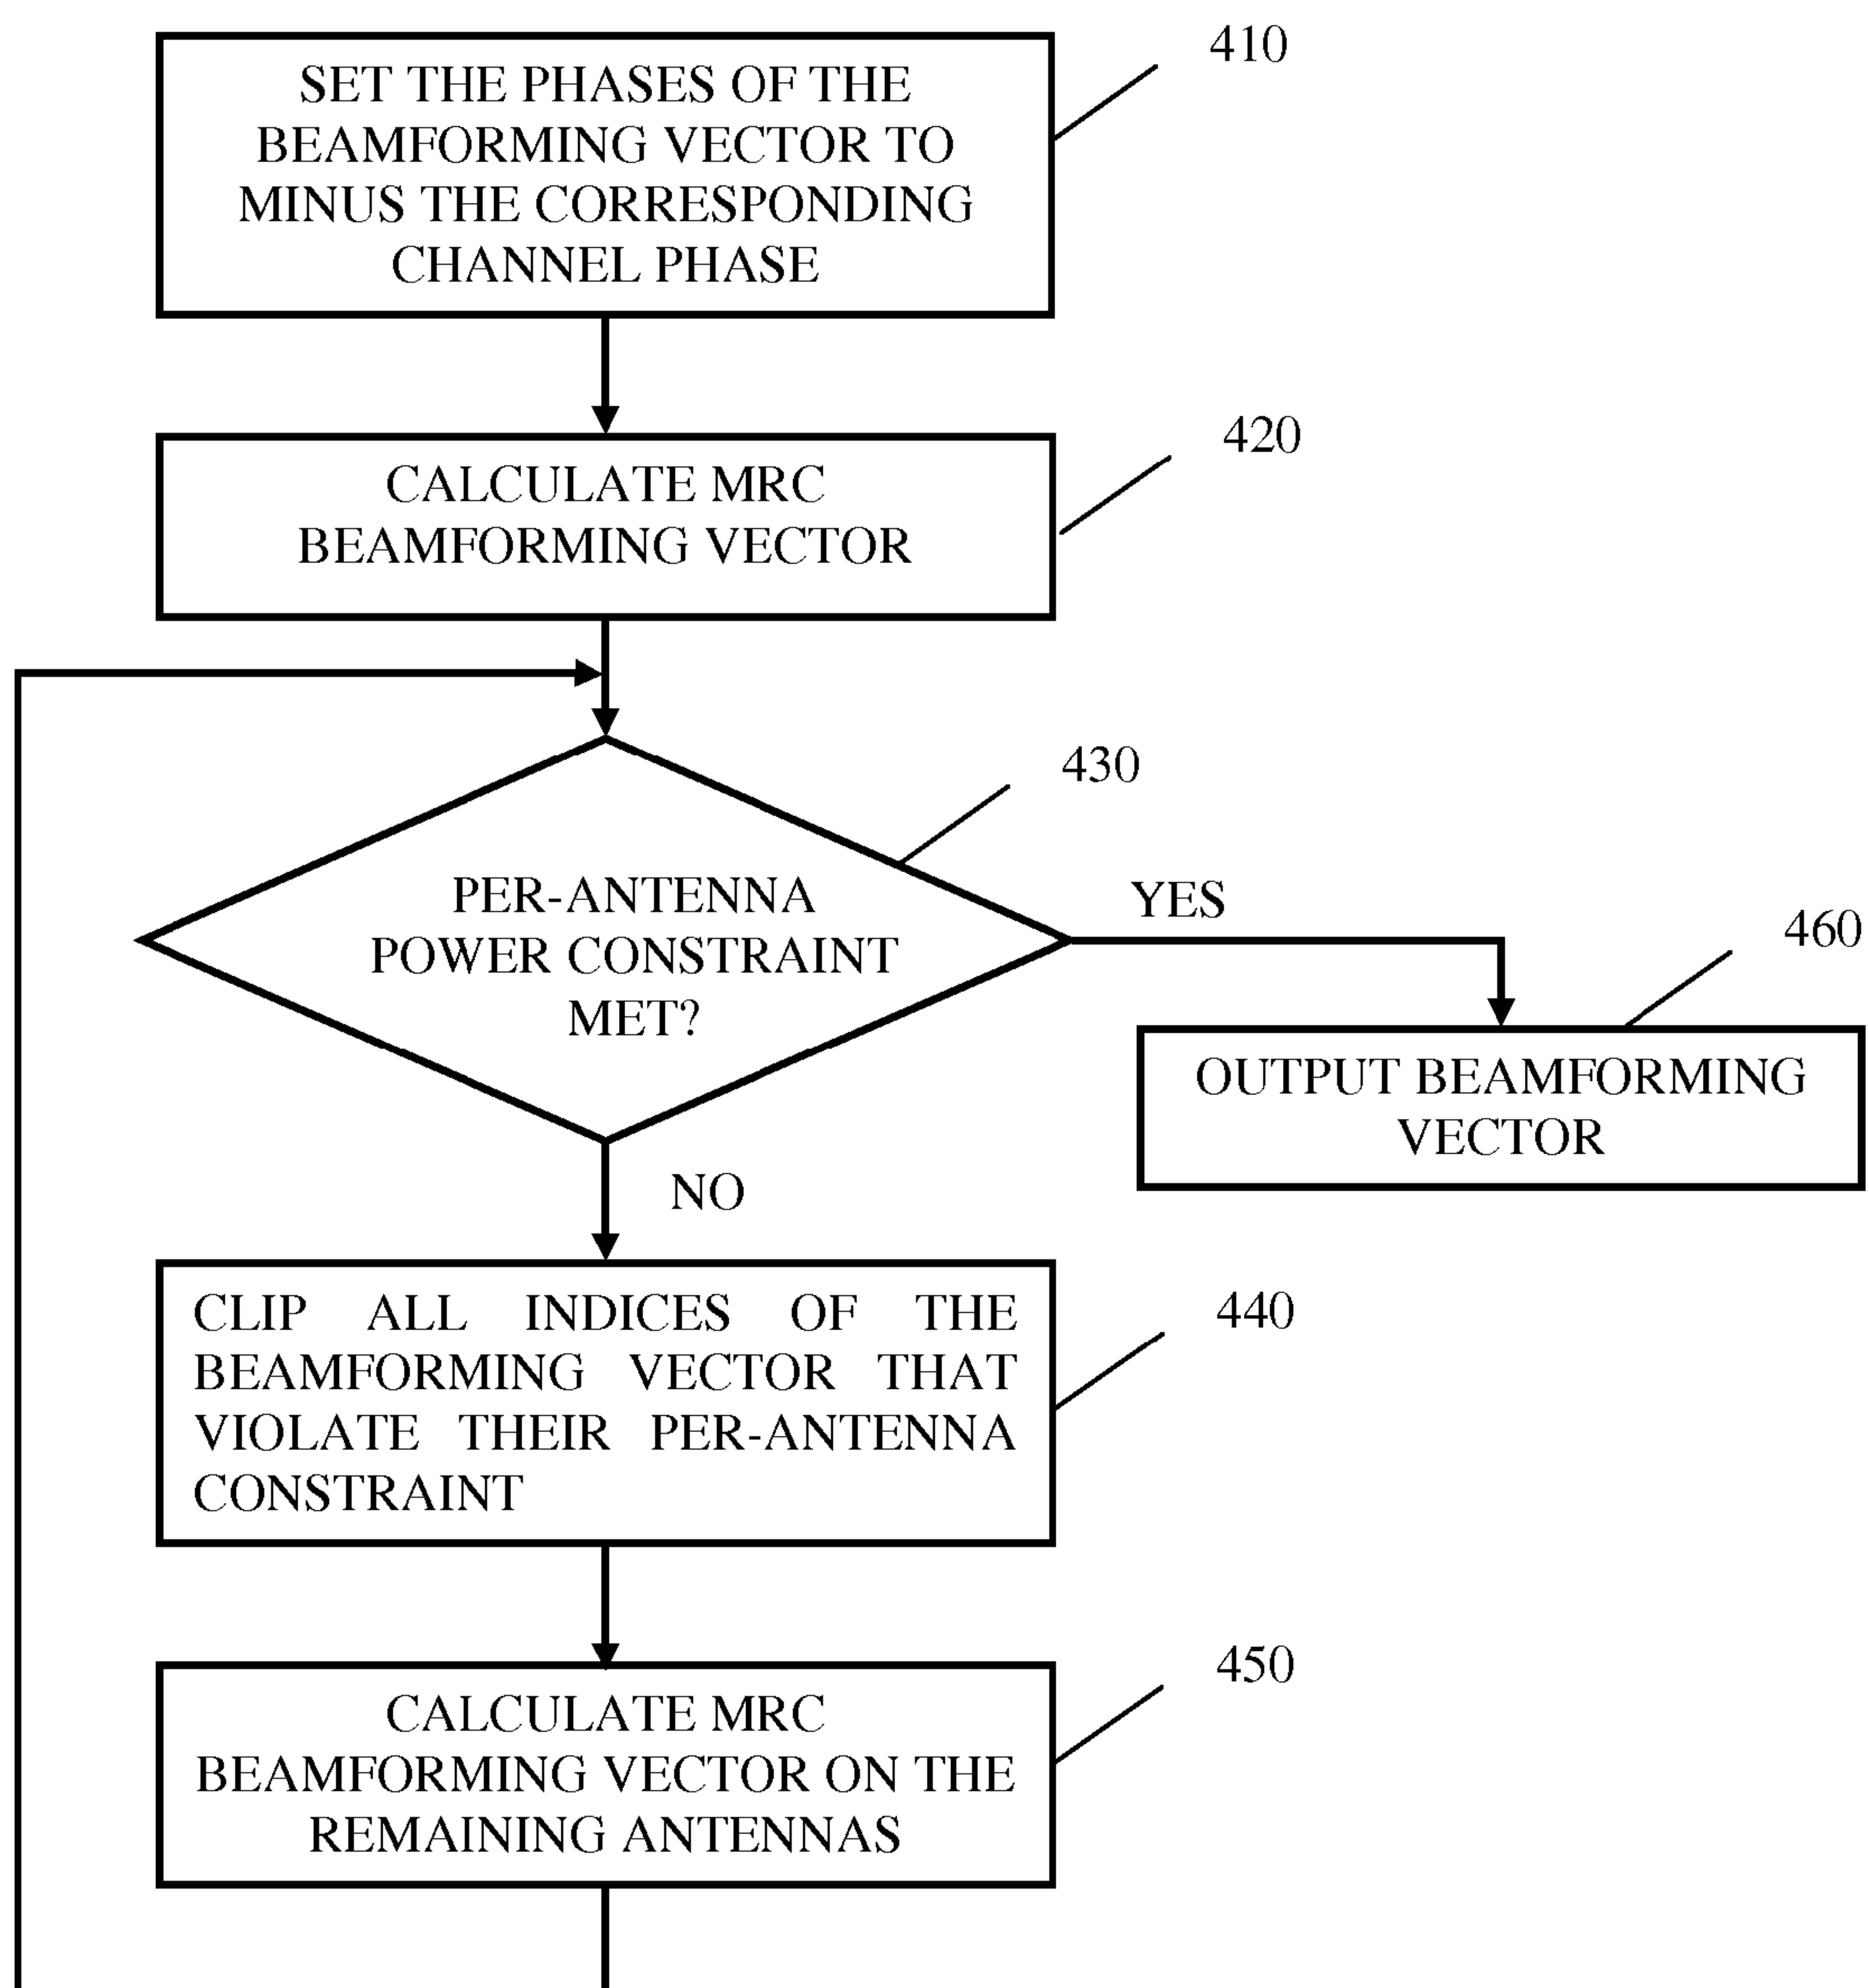 410
SET THE PHASES OF THE
BEAMFORMING VECTOR TO
MINUS THE CORRESPONDING
CHANNEL PHASE
420
CALCULATE MRC
BEAMFORMING VECTOR
430
PER-ANTENNA
POWER CONSTRAINT
MET?
YES
460
OUTPUT BEAMFORMING
VECTOR
NO
440
CLIP ALL INDICES OF THE
BEAMFORMING VECTOR THAT
VIOLATE THEIR PER-ANTENNA
CONSTRAINT
450
CALCULATE MRC
BEAMFORMING VECTOR ON THE
REMAINING ANTENNAS